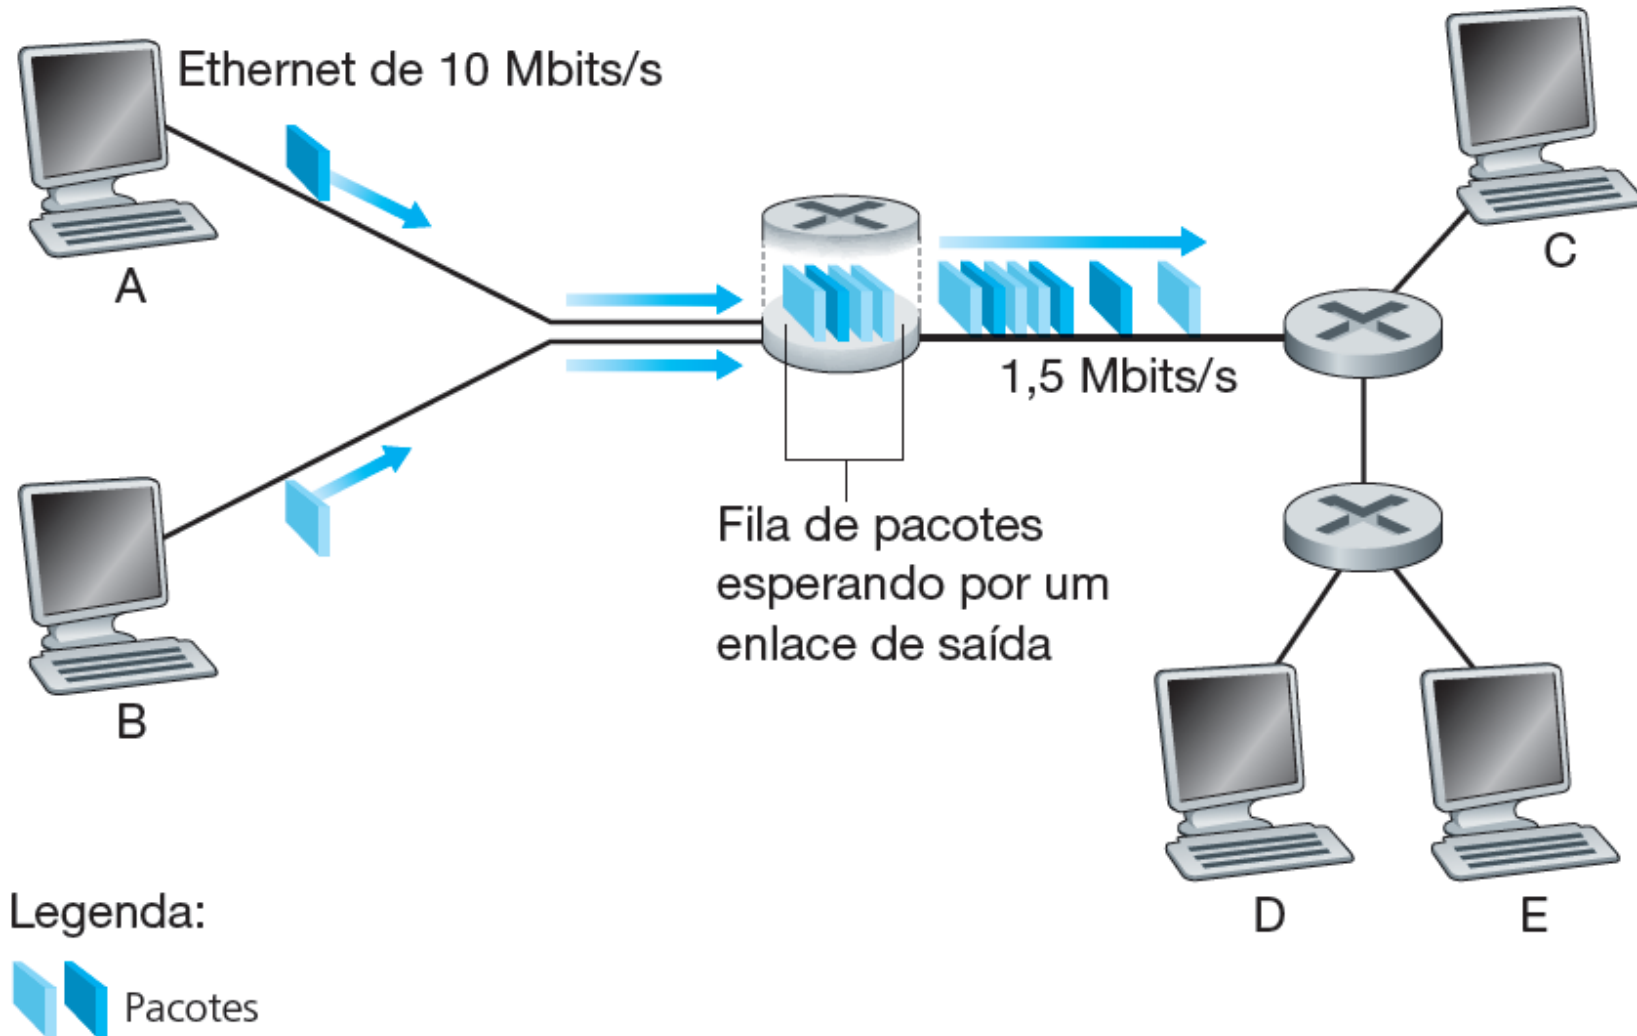 Ethernet de 10 Mbits/s
A
C
1,5 Mbits/s
Fila de pacotes
esperando por um
enlace de saída
B
D
E
Legenda:
Pacotes